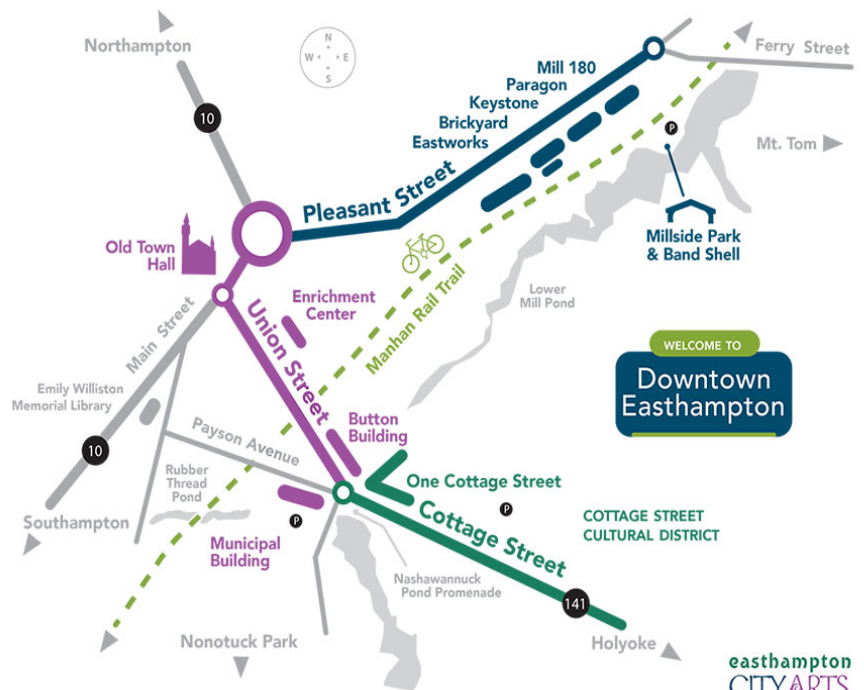 Northampton
N
W
E
S
Ferry Street
10
Mill 180
Paragon
Keystone
Brickyard
Eastworks
P
Mt. Tom
Pleasant Street
Millside Park
& Band Shell
Old Town
Hall
Enrichment
Center
Lower
Mill Pond
Manhan Rail Trail
Main Street
Union Street
WELCOME TO
Downtown
Easthampton
Emily Williston
Memorial Library
Button
Building
Payson Avenue
10
Rubber
Thread
Pond
One Cottage Street
Southampton
P
P
Cottage Street
COTTAGE STREET
CULTURAL DISTRICT
Municipal
Building
Nashawannuck
Pond Promenade
141
Nonotuck Park
Holyoke
easthampton
CITY ARTS